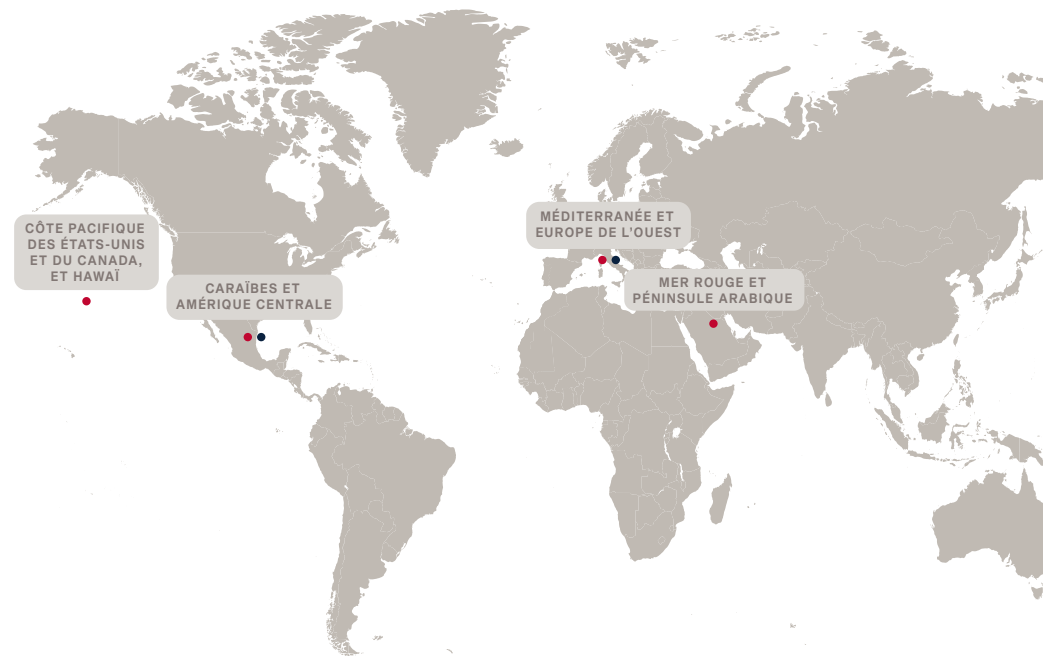 CÔTE PACIFIQUE
DES ÉTATS-UNIS
ET DU CANADA,
ET HAWAÏ
CARAÏBES ET
AMÉRIQUE CENTRALE
MÉDITERRANÉE ET
EUROPE DE L'OUEST
MER ROUGE ET
PÉNINSULE ARABIQUE